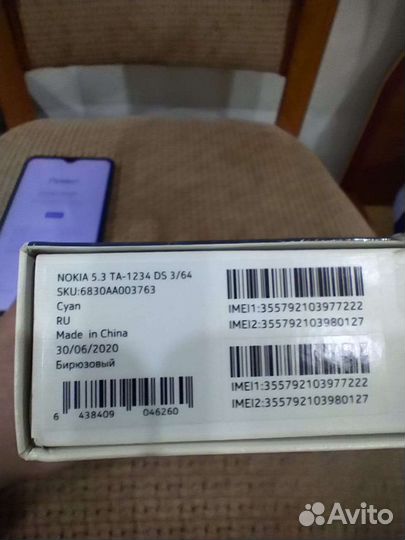 NOKIA 5.3 TA-1234 DS 3/64
SKU:6830AA003763
Cyan
RU
Made in China
30/06/2020
Бирюзовый
6 438409 046260
IMEI1:355792103977222
IMEI2:355792103980127
IMEI1:355792103977222
IMEI2:355792103980127
Avito